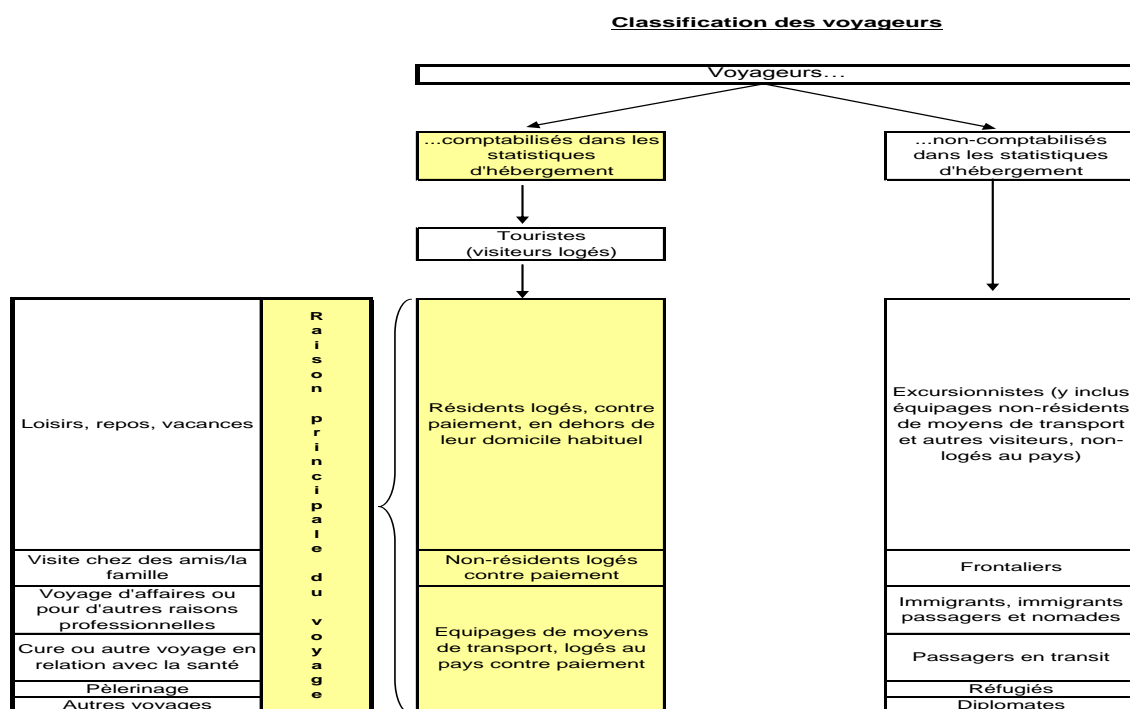 Classification des voyageurs
Voyageurs…
...comptabilisés dans les
statistiques
d'hébergement
...non-comptabilisés
dans les statistiques
d'hébergement
Touristes
(visiteurs logés)
Loisirs, repos, vacances
Visite chez des amis/la
famille
Voyage d'affaires ou
pour d'autres raisons
professionnelles
Cure ou autre voyage en
relation avec la santé
Pèlerinage
Autres voyages
Raison principale du voyage
Résidents logés, contre
paiement, en dehors de
leur domicile habituel
Non-résidents logés
contre paiement
Equipages de moyens
de transport, logés au
pays contre paiement
Excursionnistes (y inclus
équipages non-résidents
de moyens de transport
et autres visiteurs, non-
logés au pays)
Frontaliers
Immigrants, immigrants
passagers et nomades
Passagers en transit
Réfugiés
Diplomates